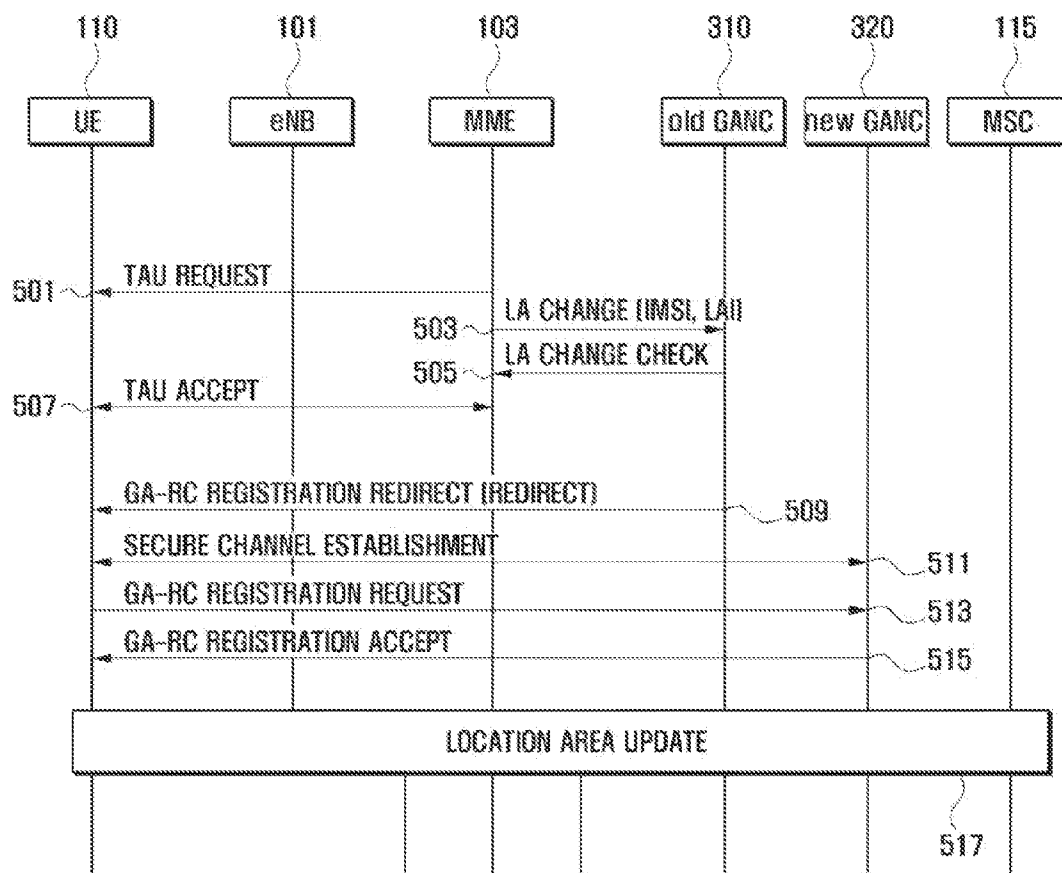 110 101 103 310 320 115
UE eNB MME old GANC new GANC MSC
501 TAU REQUEST
503 LA CHANGE (IMSI, LAI)
505 LA CHANGE CHECK
507 TAU ACCEPT
GA-RC REGISTRATION REDIRECT (REDIRECT) 509
SECURE CHANNEL ESTABLISHMENT 511
GA-RC REGISTRATION REQUEST 513
GA-RC REGISTRATION ACCEPT 515
LOCATION AREA UPDATE
517